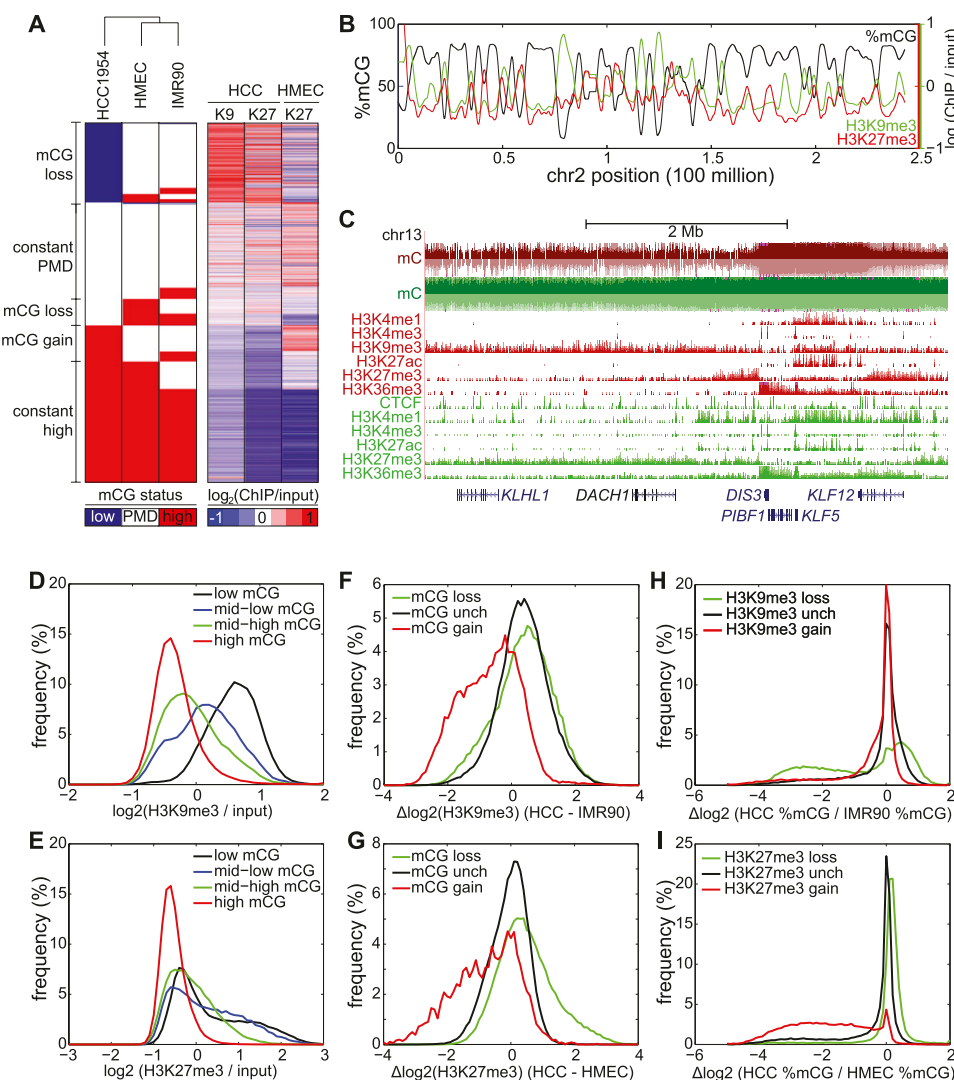 A
HCC1954
HMEC
IMR90
HCC
HMEC
K9
K27
K27
mCG loss
constant PMD
mCG loss
mCG gain
constant high
mCG status
low
PMD
high
log2(ChIP/input)
-1
0
1
B
%mCG
100
50
0
%mCG
H3K9me3
H3K27me3
1
0
−1
log (ChIP / input)
0
0.5
1
1.5
2
2.5
chr2 position (100 million)
C
2 Mb
chr13
mC
mC
H3K4me1
H3K4me3
H3K9me3
H3K27ac
H3K27me3
H3K36me3
CTCF
H3K4me1
H3K4me3
H3K27ac
H3K27me3
H3K36me3
KLHL1
DACH1
DIS3
KLF12
PIBF1
KLF5
D
frequency (%)
20
15
10
5
0
low mCG
mid−low mCG
mid−high mCG
high mCG
−2
−1
0
1
2
log2(H3K9me3 / input)
F
frequency (%)
6
5
4
3
2
1
0
mCG loss
mCG unch
mCG gain
−4
−2
0
2
4
Δlog2(H3K9me3) (HCC - IMR90)
H
frequency (%)
20
15
10
5
0
H3K9me3 loss
H3K9me3 unch
H3K9me3 gain
−6
−4
−2
0
2
Δlog2 (HCC %mCG / IMR90 %mCG)
E
frequency (%)
20
15
10
5
0
low mCG
mid−low mCG
mid−high mCG
high mCG
−3
−2
−1
0
1
2
3
log2 (H3K27me3 / input)
G
frequency (%)
8
6
4
2
0
mCG loss
mCG unch
mCG gain
−4
−2
0
2
4
Δlog2(H3K27me3) (HCC - HMEC)
I
frequency (%)
25
20
15
10
5
0
H3K27me3 loss
H3K27me3 unch
H3K27me3 gain
−6
−4
−2
0
2
Δlog2 (HCC %mCG / HMEC %mCG)